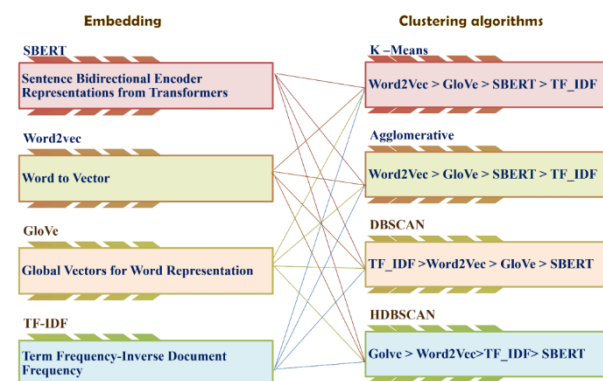 Embedding
SBERT
Sentence Bidirectional Encoder
Representations from Transformers
Word2vec
Word to Vector
GloVe
Global Vectors for Word Representation
TF-IDF
Term Frequency-Inverse Document
Frequency
Clustering algorithms
K –Means
Word2Vec > GloVe > SBERT > TF_IDF
Agglomerative
Word2Vec > GloVe > SBERT > TF_IDF
DBSCAN
TF_IDF >Word2Vec > GloVe > SBERT
HDBSCAN
Golve > Word2Vec>TF_IDF> SBERT